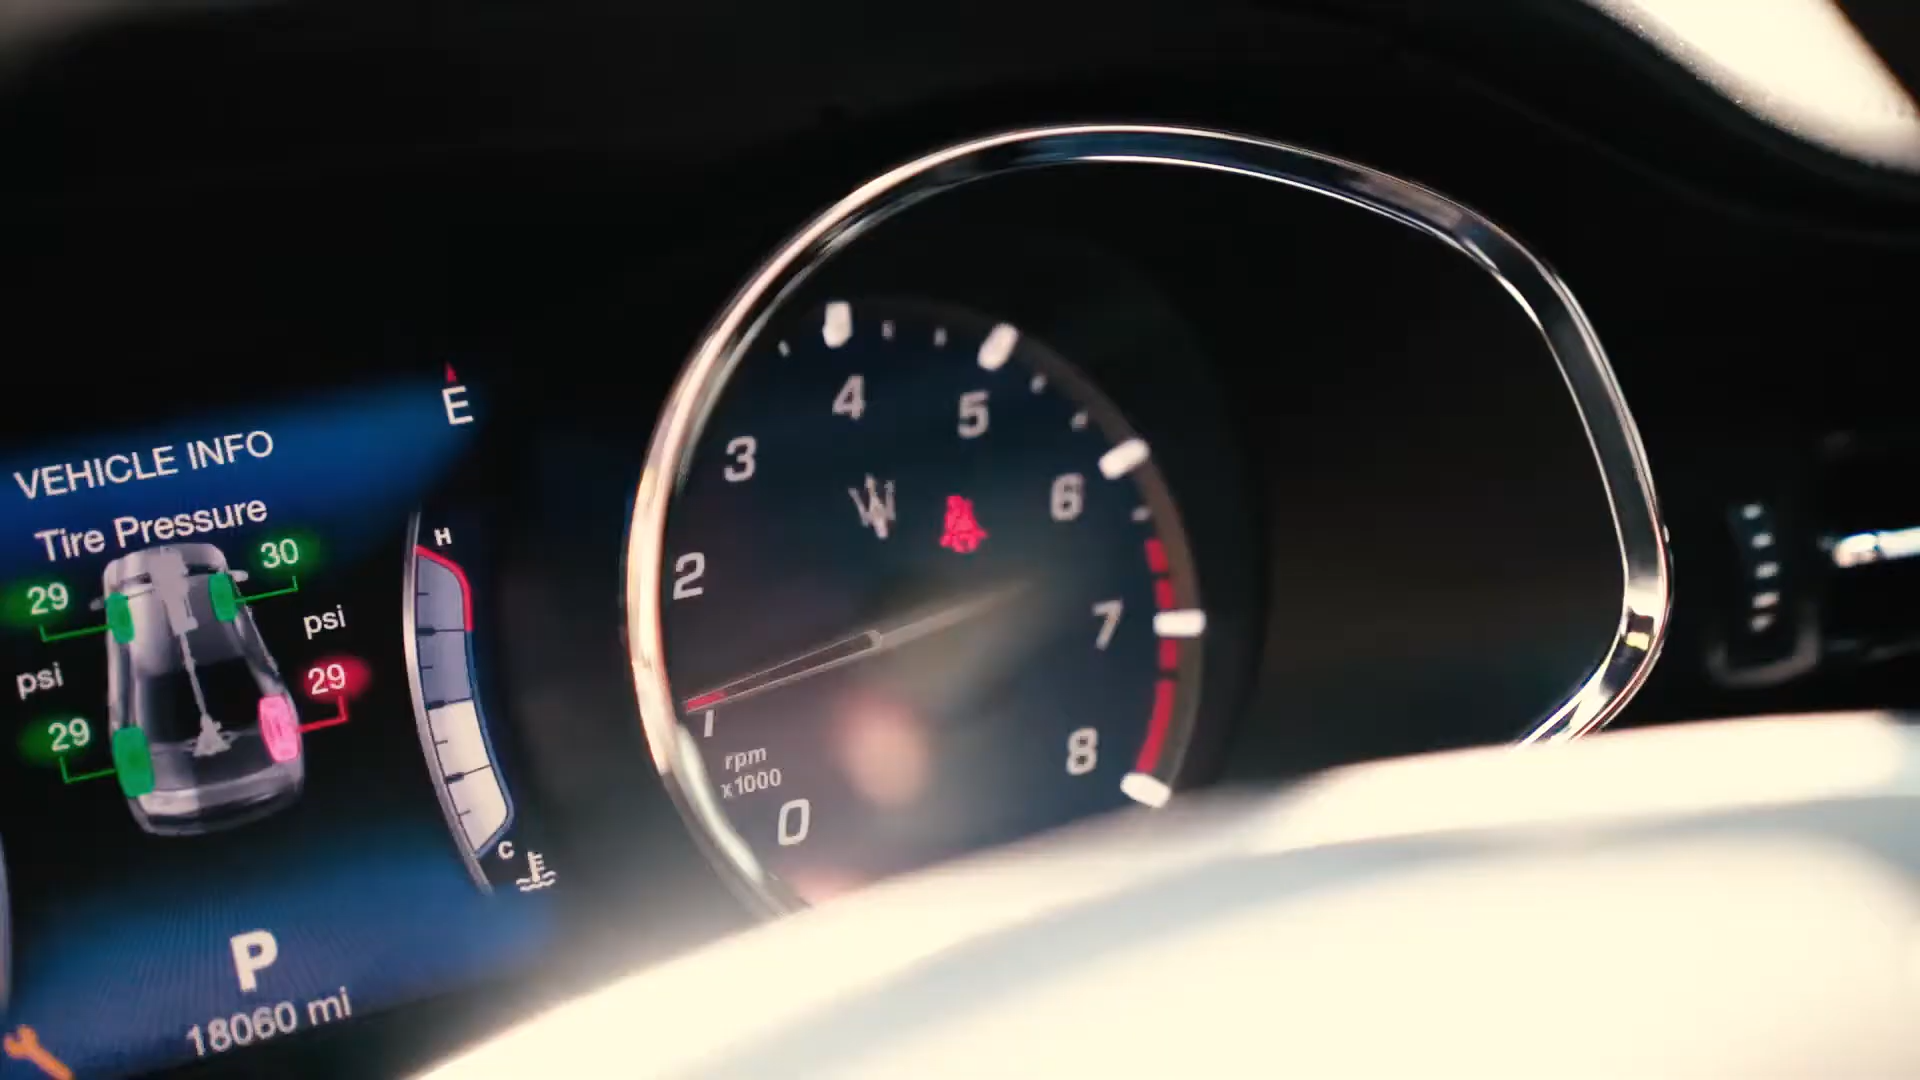 E
VEHICLE INFO
Tire Pressure
29
30
psi
psi
29
29
H
C
P
18060 mi
0
1
2
3
4
5
6
7
8
rpm
x1000